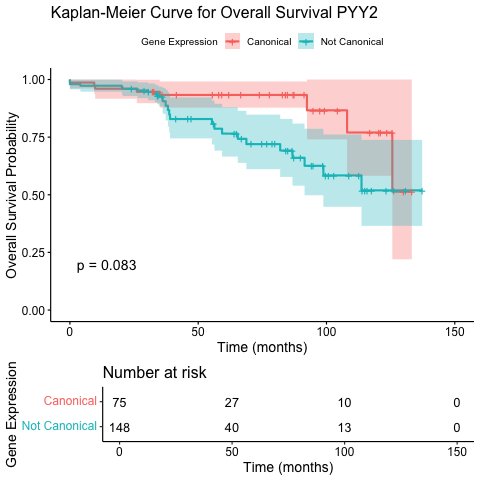 Kaplan-Meier Curve for Overall Survival PYY2
Gene Expression Canonical Not Canonical
Overall Survival Probability
1.00
0.75
0.50
0.25
0.00
p = 0.083
0 50 100 150
Time (months)
Number at risk
Gene Expression
Canonical 75 27 10 0
Not Canonical 148 40 13 0
0 50 100 150
Time (months)